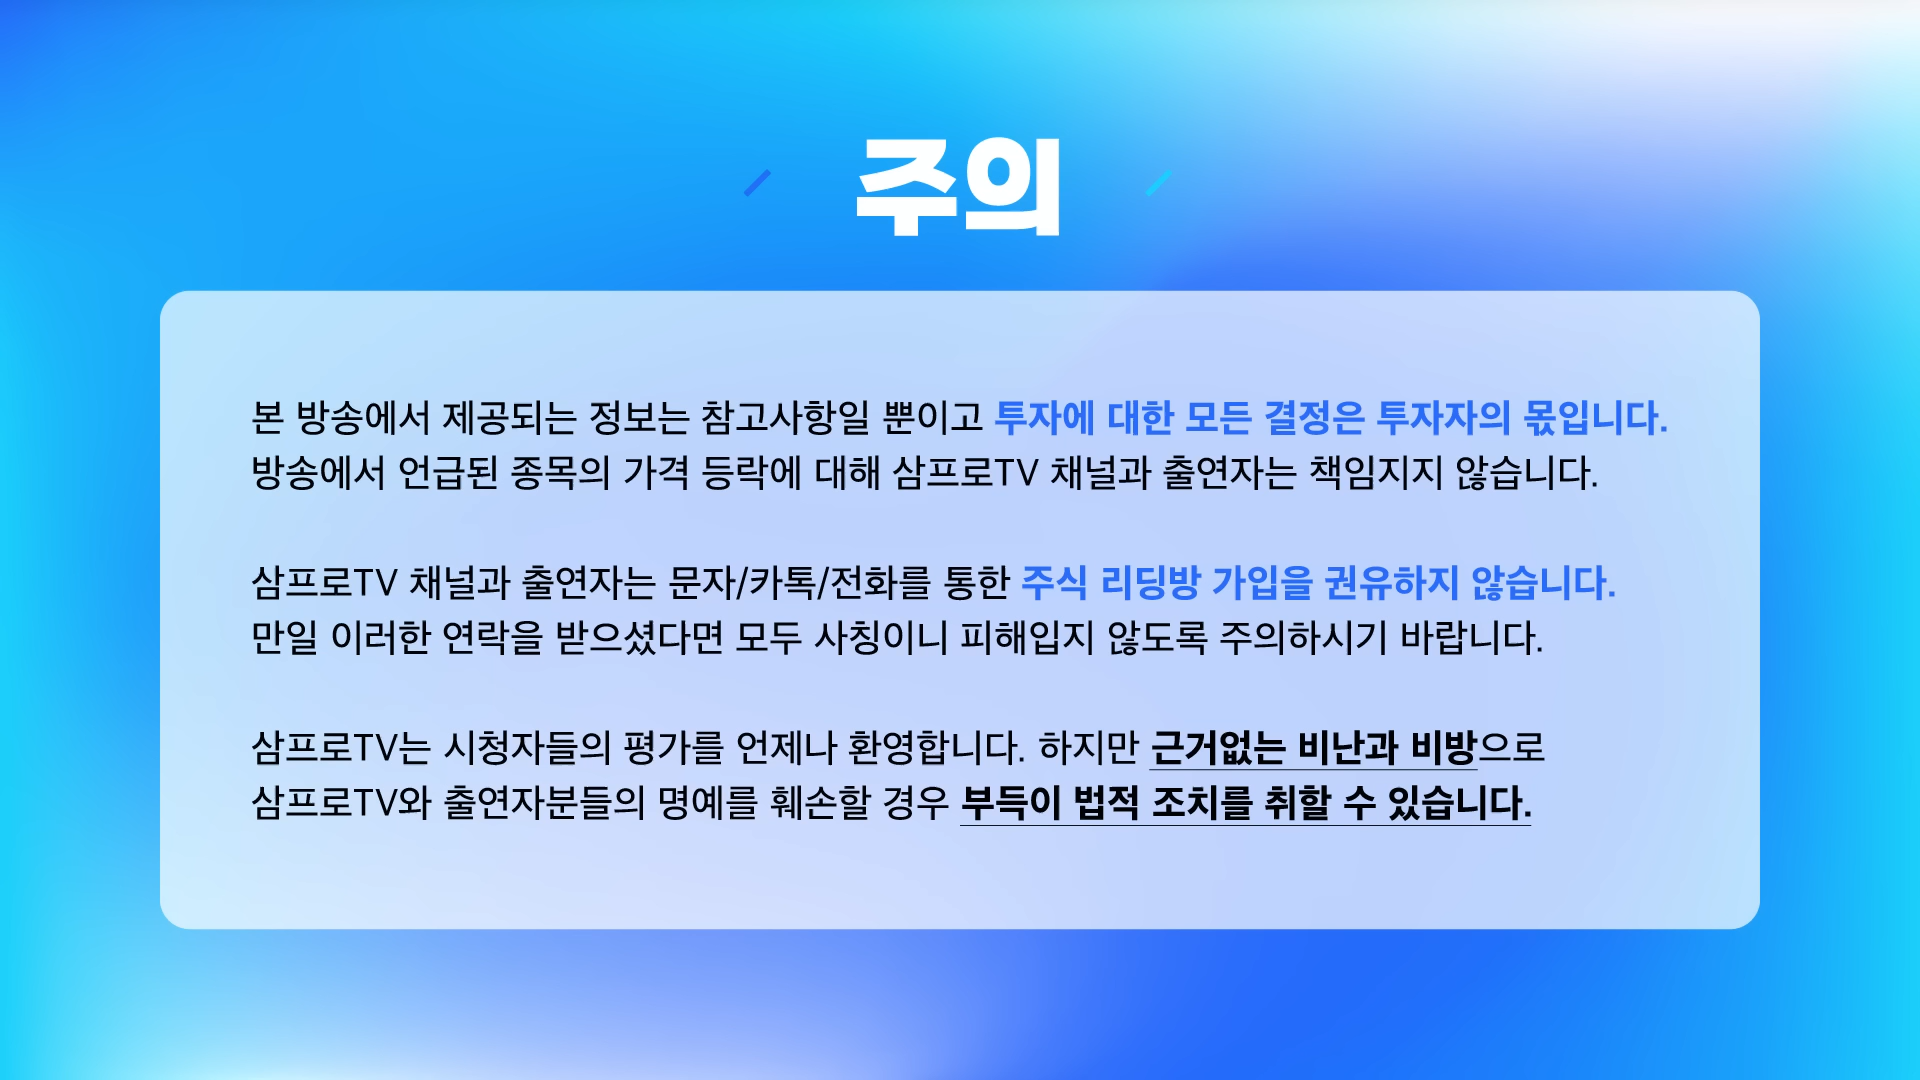 주의
본 방송에서 제공되는 정보는 참고사항일 뿐이고 투자에 대한 모든 결정은 투자자의 몫입니다.
방송에서 언급된 종목의 가격 등락에 대해 삼프로TV 채널과 출연자는 책임지지 않습니다.
삼프로TV 채널과 출연자는 문자/카톡/전화를 통한 주식 리딩방 가입을 권유하지 않습니다.
만일 이러한 연락을 받으셨다면 모두 사칭이니 피해입지 않도록 주의하시기 바랍니다.
삼프로TV는 시청자들의 평가를 언제나 환영합니다. 하지만 근거없는 비난과 비방으로
삼프로TV와 출연자분들의 명예를 훼손할 경우 부득이 법적 조치를 취할 수 있습니다.